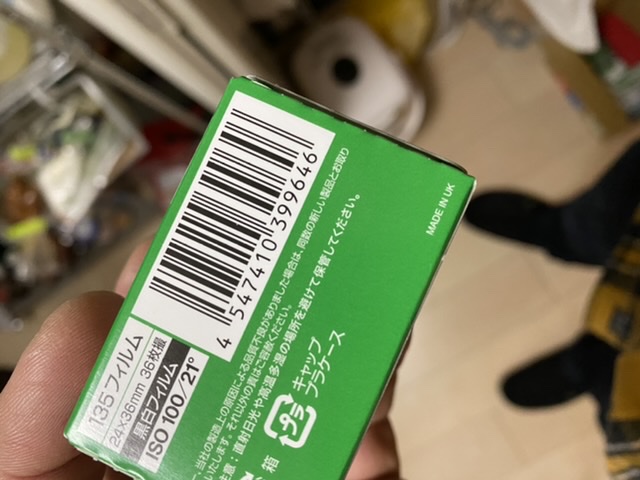 4 547410 399646
MADE IN UK
135フィルム
24x36mm 36枚撮
黒白フィルム
ISO 100/21°
当社の製造上の原因による品質不良がありました場合は、同数の新しい製品とお取り
いたします。それ以外の責はご容赦ください。
注意：直射日光や高温多湿の場所を避けて保管してください。
プラ
キャップ
プラケース
箱